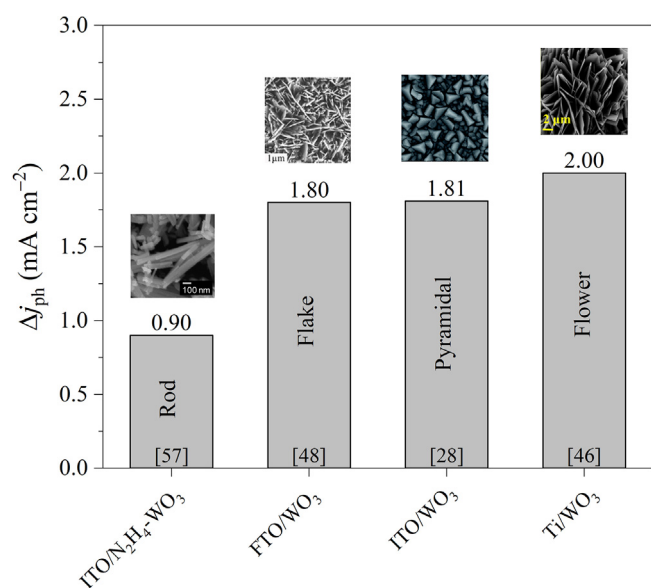 3.0
2.5
2.0
1.5
1.0
0.5
0.0
Δjₚₕ (mA cm⁻²)
0.90
1.80
1.81
2.00
100 nm
1μm
2 μm
Rod
Flake
Pyramidal
Flower
[57]
[48]
[28]
[46]
ITO/N₂H₄-WO₃
FTO/WO₃
ITO/WO₃
Ti/WO₃